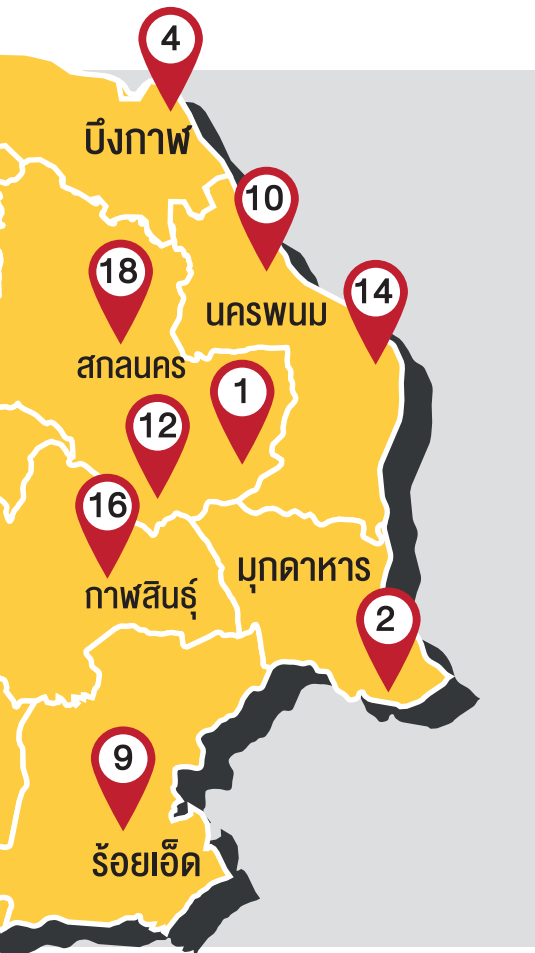 4
บึงกาฬ
10
18
14
นครพนม
สกลนคร
1
12
16
มุกดาหาร
กาฬสินธุ์
2
9
ร้อยเอ็ด